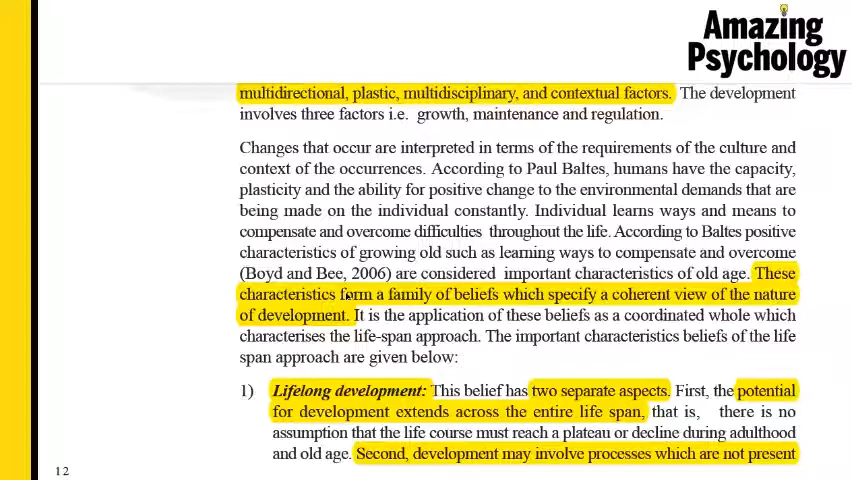 Amazing
Psychology
multidirectional, plastic, multidisciplinary, and contextual factors. The development
involves three factors i.e. growth, maintenance and regulation.
Changes that occur are interpreted in terms of the requirements of the culture and
context of the occurrences. According to Paul Baltes, humans have the capacity,
plasticity and the ability for positive change to the environmental demands that are
being made on the individual constantly. Individual learns ways and means to
compensate and overcome difficulties throughout the life. According to Baltes positive
characteristics of growing old such as learning ways to compensate and overcome
(Boyd and Bee, 2006) are considered important characteristics of old age. These
characteristics form a family of beliefs which specify a coherent view of the nature
of development. It is the application of these beliefs as a coordinated whole which
characterises the life-span approach. The important characteristics beliefs of the life
span approach are given below:
1) Lifelong development: This belief has two separate aspects. First, the potential
for development extends across the entire life span, that is, there is no
assumption that the life course must reach a plateau or decline during adulthood
and old age. Second, development may involve processes which are not present
12